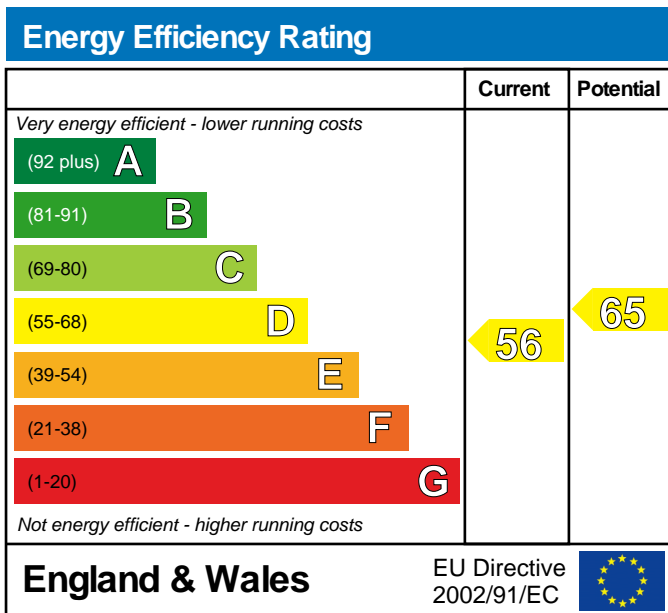 Energy Efficiency Rating
Current Potential
Very energy efficient - lower running costs
(92 plus) A
(81-91) B
(69-80) C
(55-68) D
(39-54) E
(21-38) F
(1-20) G
56
65
Not energy efficient - higher running costs
England & Wales
EU Directive
2002/91/EC